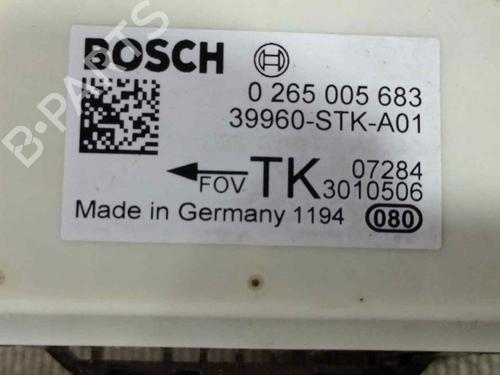 BOSCH
0 265 005 683
39960-STK-A01
FOV TK 07284
3010506
Made in Germany 1194 080
B-PARTS